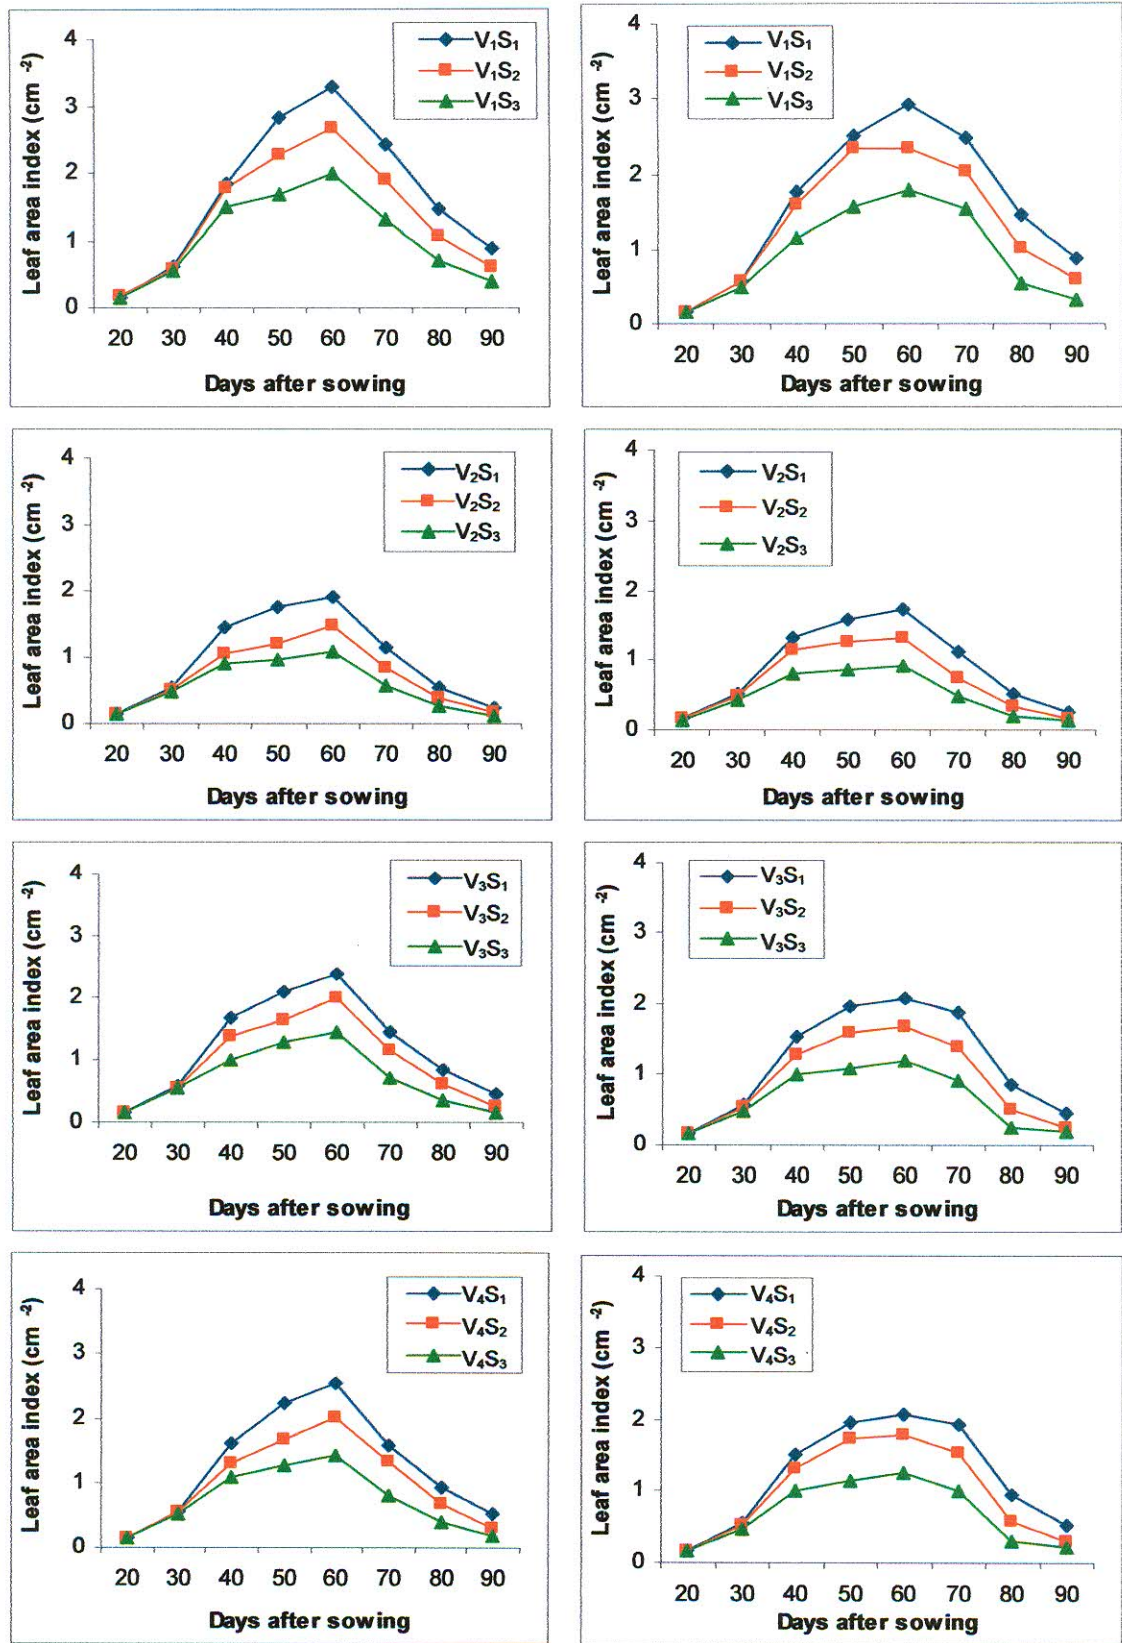 Leaf area index (cm ⁻²)
4
3
2
1
0
V₁S₁
V₁S₂
V₁S₃
20 30 40 50 60 70 80 90
Days after sowing
Leaf area index (cm ⁻²)
4
3
2
1
0
V₁S₁
V₁S₂
V₁S₃
20 30 40 50 60 70 80 90
Days after sowing
Leaf area index (cm ⁻²)
4
3
2
1
0
V₂S₁
V₂S₂
V₂S₃
20 30 40 50 60 70 80 90
Days after sowing
Leaf area index (cm ⁻²)
4
3
2
1
0
V₂S₁
V₂S₂
V₂S₃
20 30 40 50 60 70 80 90
Days after sowing
Leaf area index (cm ⁻²)
4
3
2
1
0
V₃S₁
V₃S₂
V₃S₃
20 30 40 50 60 70 80 90
Days after sowing
Leaf area index (cm ⁻²)
4
3
2
1
0
V₃S₁
V₃S₂
V₃S₃
20 30 40 50 60 70 80 90
Days after sowing
Leaf area index (cm ⁻²)
4
3
2
1
0
V₄S₁
V₄S₂
V₄S₃
20 30 40 50 60 70 80 90
Days after sowing
Leaf area index (cm ⁻²)
4
3
2
1
0
V₄S₁
V₄S₂
V₄S₃
20 30 40 50 60 70 80 90
Days after sowing